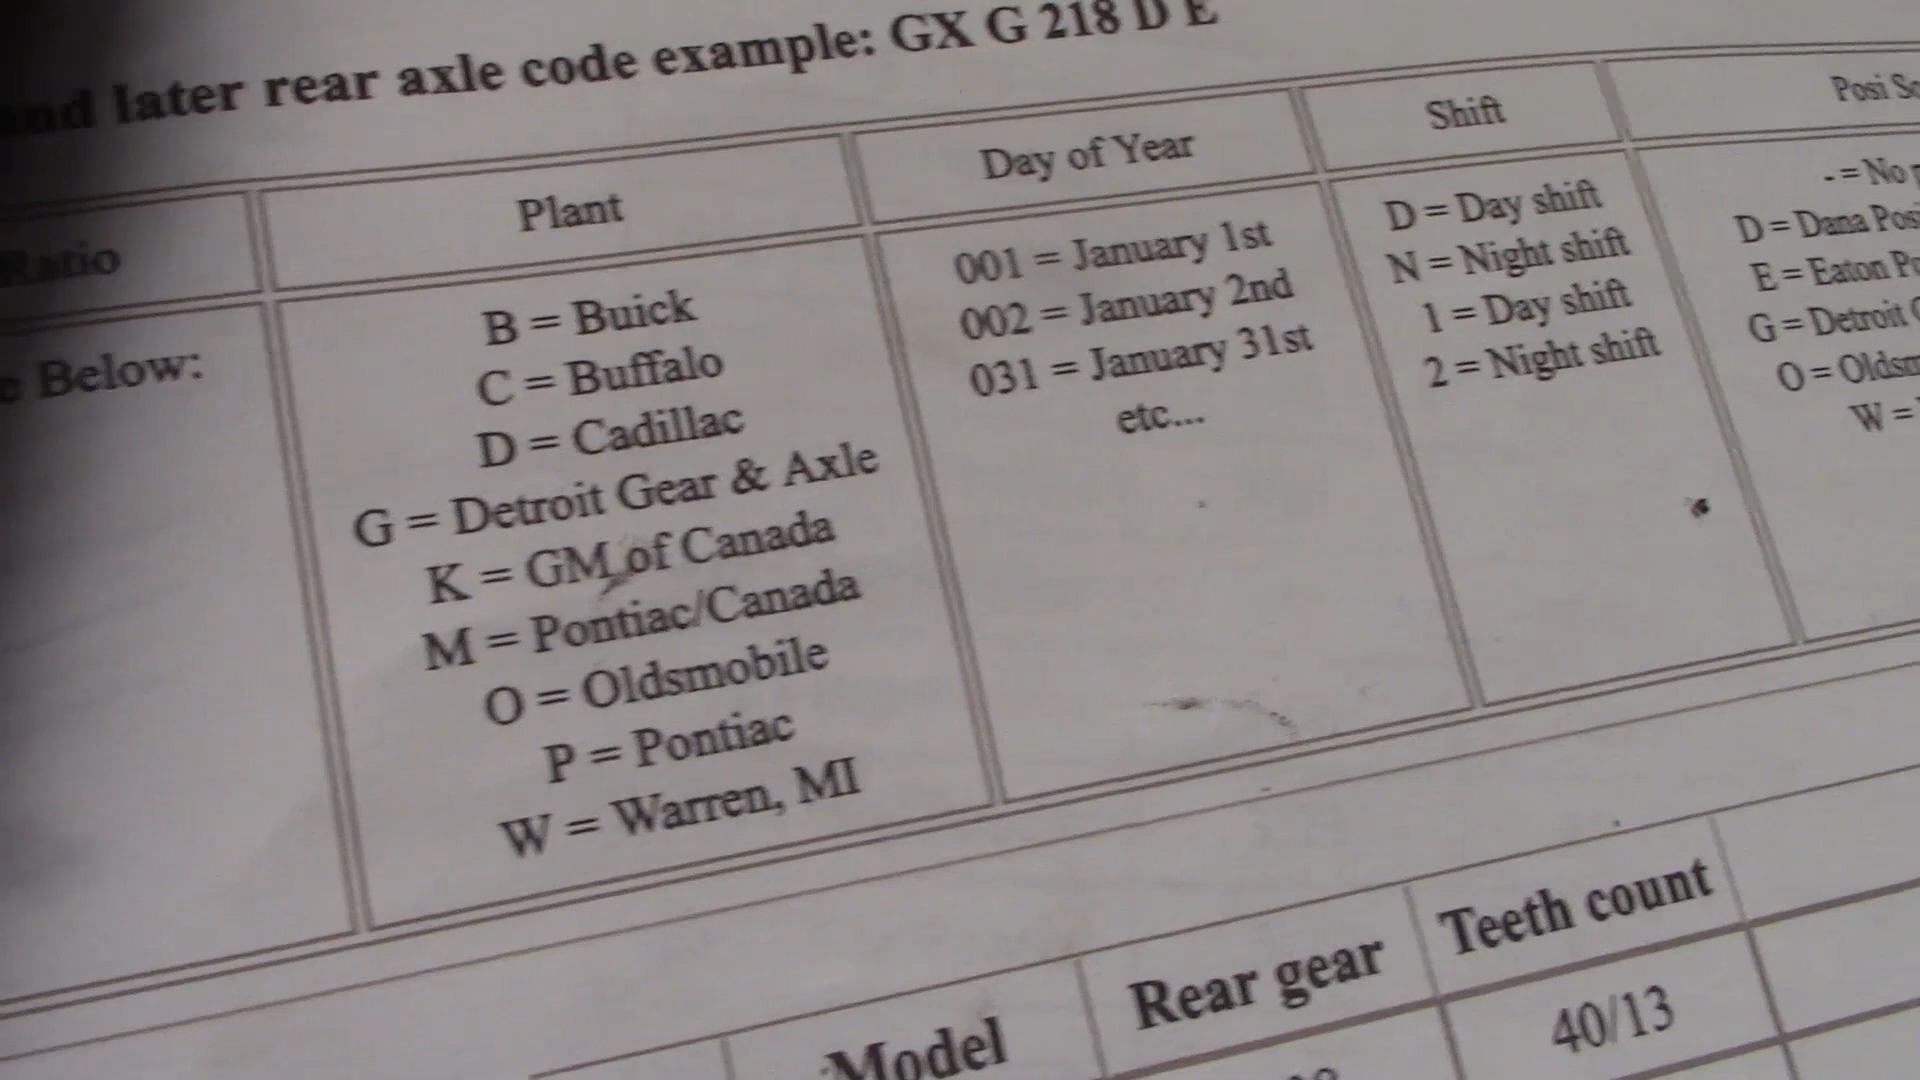 and later rear axle code example: GX G 218 D E
Ratio
Plant
Day of Year
Shift
Posi
Below:
B = Buick
C = Buffalo
D = Cadillac
G = Detroit Gear & Axle
K = GM of Canada
M = Pontiac/Canada
O = Oldsmobile
P = Pontiac
W = Warren, MI
001 = January 1st
002 = January 2nd
031 = January 31st
etc...
D = Day shift
N = Night shift
1 = Day shift
2 = Night shift
- = No
D = Dana Posi
E = Eaton
G = Detroit
O =
W =
Model
Rear gear
Teeth count
40/13